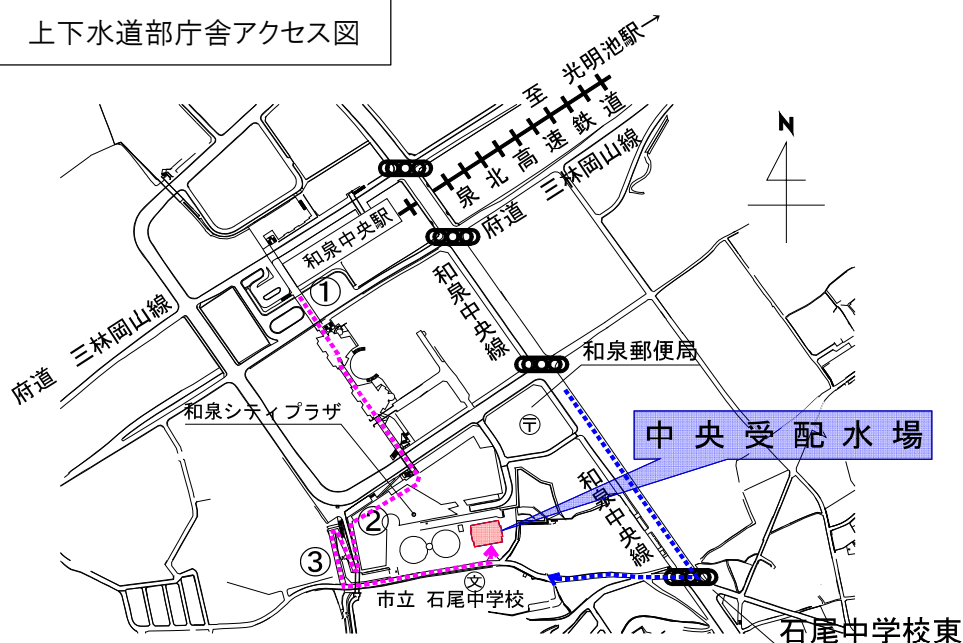 上下水道部庁舎アクセス図
至 光明池駅→
泉北高速鉄道
N
府道 三林岡山線
和泉中央駅
①
和泉中央線
府道 三林岡山線
和泉郵便局
和泉シティプラザ
〒
中央受配水場
和泉中央線
②
③
文
市立 石尾中学校
石尾中学校東